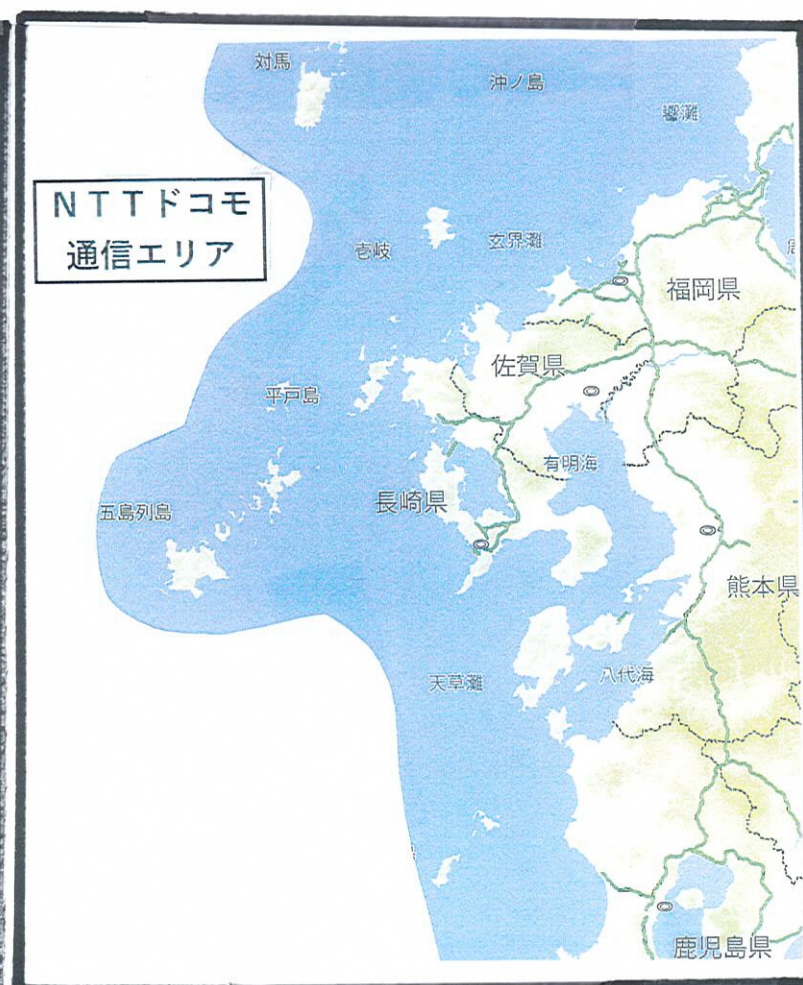 対馬
沖ノ島
響灘
NTTドコモ
通信エリア
壱岐
玄界灘
福岡県
佐賀県
平戸島
有明海
五島列島
長崎県
熊本県
天草灘
八代海
鹿児島県